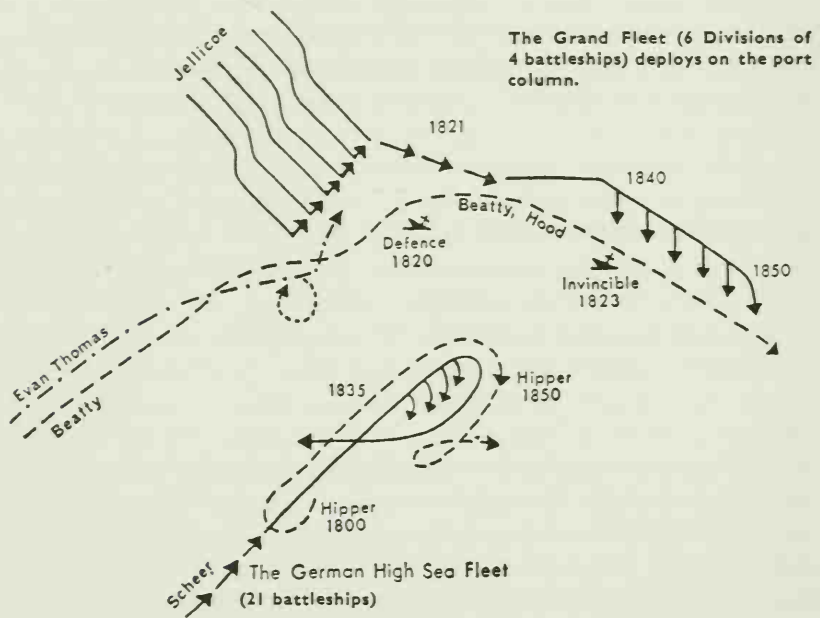 The Grand Fleet (6 Divisions of
4 battleships) deploys on the port
column.
Jellicoe
1821
1840
Beatty, Hood
Defence
1820
1850
Invincible
1823
Evan Thomas
Beatty
1835
Hipper
1850
Hipper
1800
Scheer
The German High Sea Fleet
(21 battleships)